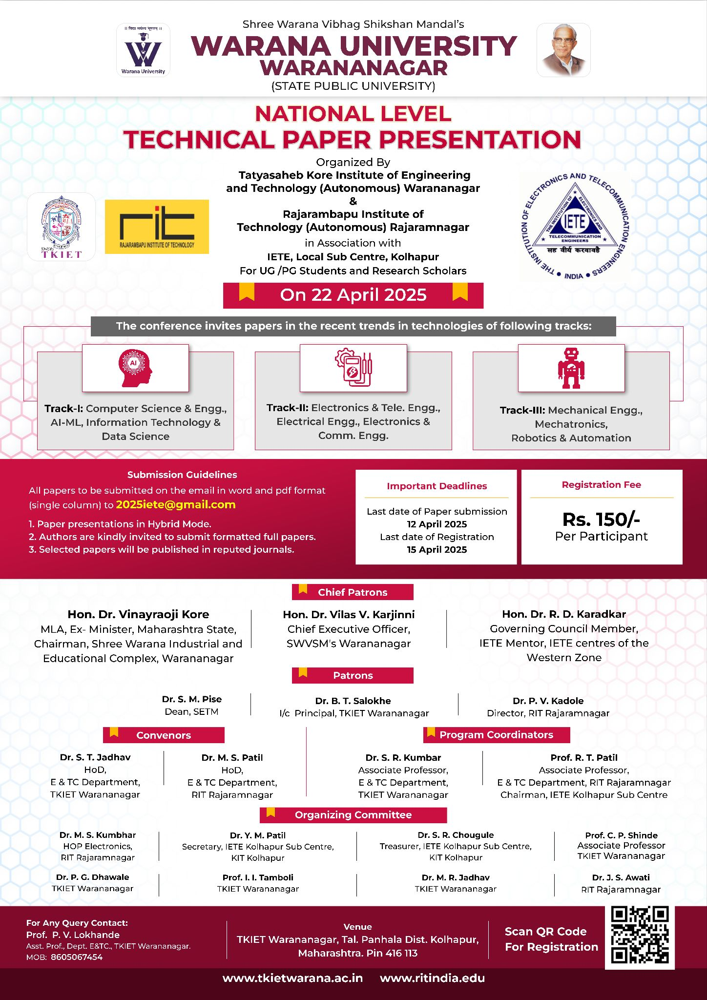 Shree Warana Vibhag Shikshan Mandal's
WARANA UNIVERSITY
WARANANAGAR
(STATE PUBLIC UNIVERSITY)
|| विद्या सर्वस्य भूषणम् ||
W
Warana University
NATIONAL LEVEL
TECHNICAL PAPER PRESENTATION
Organized By
Tatyasaheb Kore Institute of Engineering
and Technology (Autonomous) Warananagar
&
Rajarambapu Institute of
Technology (Autonomous) Rajaramnagar
in Association with
IETE, Local Sub Centre, Kolhapur
For UG /PG Students and Research Scholars
SWVSM's
TKIET
rit
RAJARAMBAPU INSTITUTE OF TECHNOLOGY
THE INSTITUTION OF ELECTRONICS AND TELECOMMUNICATION ENGINEERS
• INDIA •
THE INSTITUTION OF ELECTRONICS AND
IETE
TELECOMMUNICATION
ENGINEERS
सह वीर्य करवावहै
On 22 April 2025
The conference invites papers in the recent trends in technologies of following tracks:
AI
Track-I: Computer Science & Engg.,
AI-ML, Information Technology &
Data Science
Track-II: Electronics & Tele. Engg.,
Electrical Engg., Electronics &
Comm. Engg.
Track-III: Mechanical Engg.,
Mechatronics,
Robotics & Automation
Submission Guidelines
All papers to be submitted on the email in word and pdf format
(single column) to 2025iete@gmail.com
1. Paper presentations in Hybrid Mode.
2. Authors are kindly invited to submit formatted full papers.
3. Selected papers will be published in reputed journals.
Important Deadlines
Last date of Paper submission
12 April 2025
Last date of Registration
15 April 2025
Registration Fee
Rs. 150/-
Per Participant
Chief Patrons
Hon. Dr. Vinayraoji Kore
MLA, Ex- Minister, Maharashtra State,
Chairman, Shree Warana Industrial and
Educational Complex, Warananagar
Hon. Dr. Vilas V. Karjinni
Chief Executive Officer,
SWVSM's Warananagar
Hon. Dr. R. D. Karadkar
Governing Council Member,
IETE Mentor, IETE centres of the
Western Zone
Patrons
Dr. S. M. Pise
Dean, SETM
Dr. B. T. Salokhe
I/c Principal, TKIET Warananagar
Dr. P. V. Kadole
Director, RIT Rajaramnagar
Convenors
Dr. S. T. Jadhav
HoD,
E & TC Department,
TKIET Warananagar
Dr. M. S. Patil
HoD,
E & TC Department,
RIT Rajaramnagar
Program Coordinators
Dr. S. R. Kumbar
Associate Professor,
E & TC Department,
TKIET Warananagar
Prof. R. T. Patil
Associate Professor,
E & TC Department, RIT Rajaramnagar
Chairman, IETE Kolhapur Sub Centre
Organizing Committee
Dr. M. S. Kumbhar
HOP Electronics,
RIT Rajaramnagar
Dr. Y. M. Patil
Secretary, IETE Kolhapur Sub Centre,
KIT Kolhapur
Dr. S. R. Chougule
Treasurer, IETE Kolhapur Sub Centre,
KIT Kolhapur
Prof. C. P. Shinde
Associate Professor
TKIET Warananagar
Dr. P. G. Dhawale
TKIET Warananagar
Prof. I. I. Tamboli
TKIET Warananagar
Dr. M. R. Jadhav
TKIET Warananagar
Dr. J. S. Awati
RIT Rajaramnagar
For Any Query Contact:
Prof. P. V. Lokhande
Asst. Prof., Dept. E&TC., TKIET Warananagar.
MOB: 8605067454
Venue
TKIET Warananagar, Tal. Panhala Dist. Kolhapur,
Maharashtra. Pin 416 113
Scan QR Code
For Registration
www.tkietwarana.ac.in www.ritindia.edu